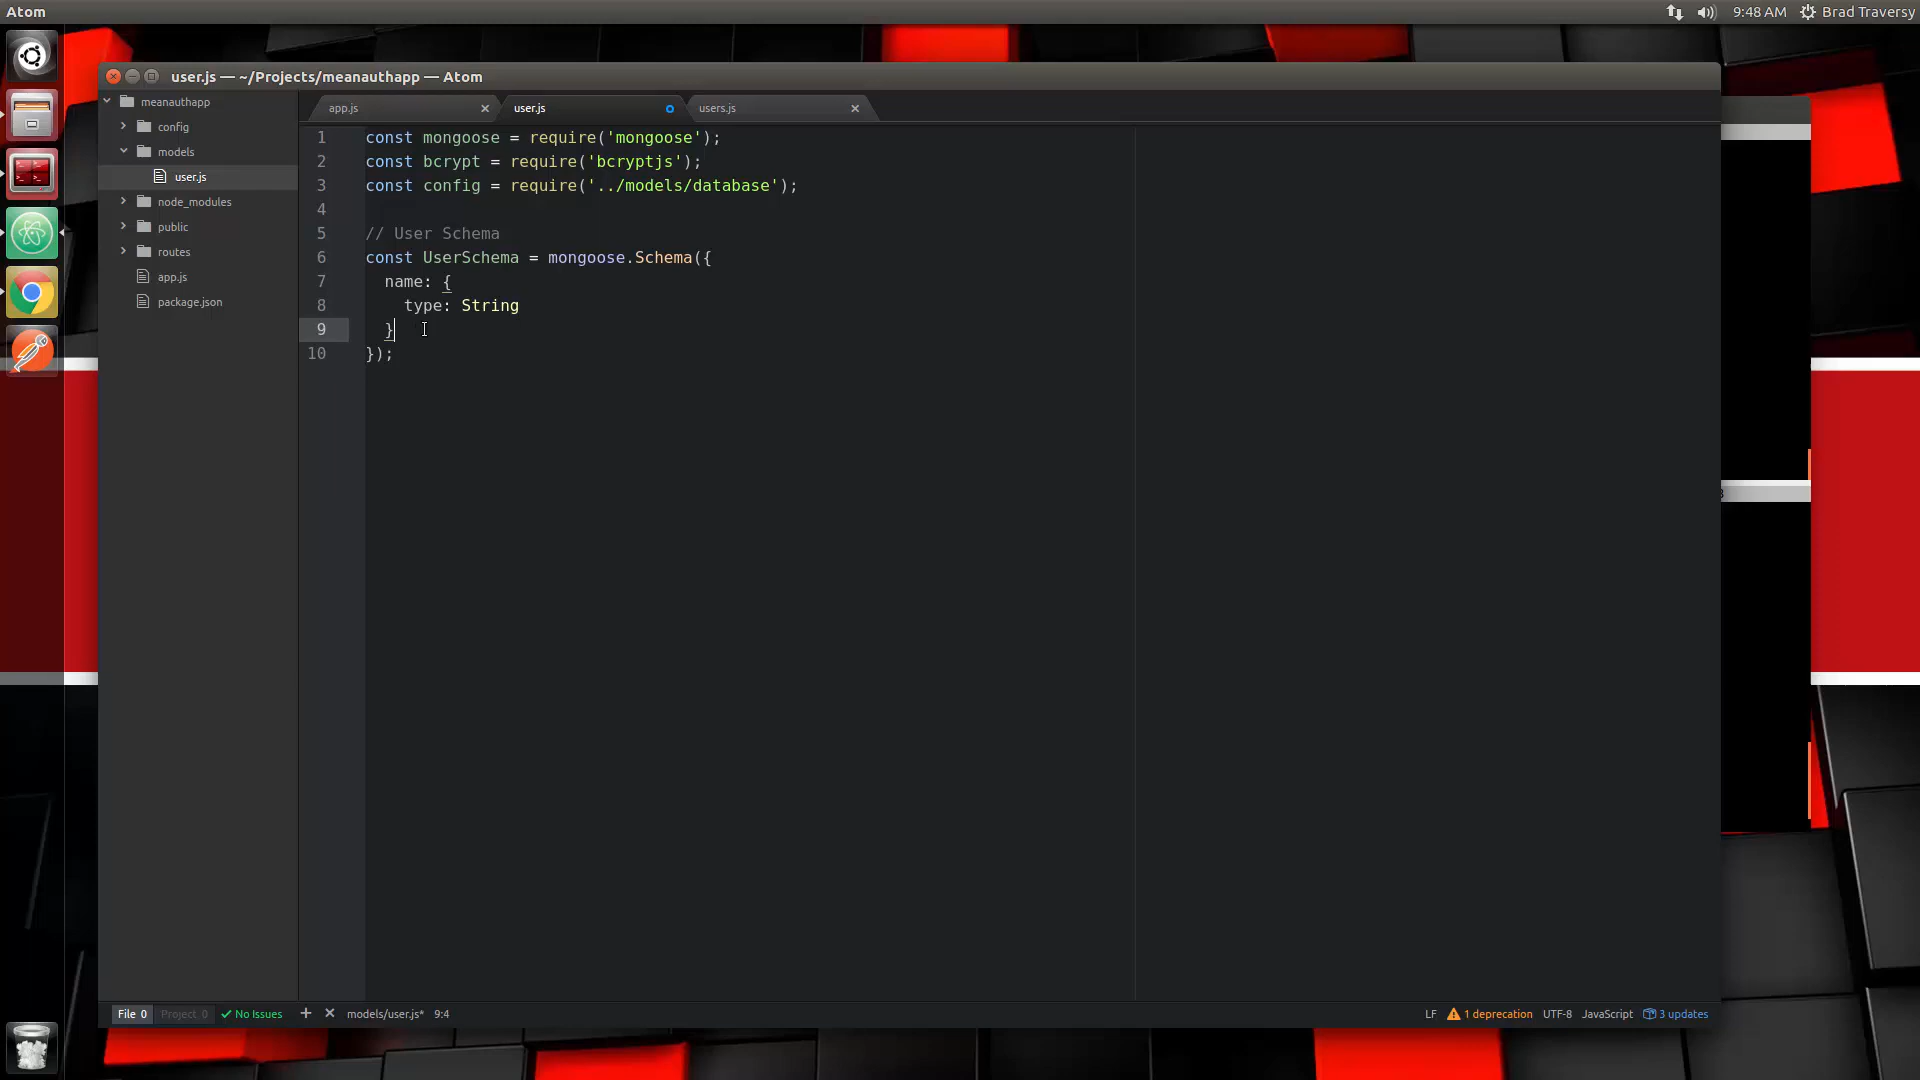 Atom
9:48 AM
Brad Traversy
user.js — ~/Projects/meanauthapp — Atom
meanauthapp
config
models
user.js
node_modules
public
routes
app.js
package.json
app.js
user.js
users.js
1 const mongoose = require('mongoose');
2 const bcrypt = require('bcryptjs');
3 const config = require('../models/database');
4
5 // User Schema
6 const UserSchema = mongoose.Schema({
7 name: {
8 type: String
9 }
10 });
File 0 Project 0 No Issues models/user.js* 9:4
LF 1 deprecation UTF-8 JavaScript 3 updates